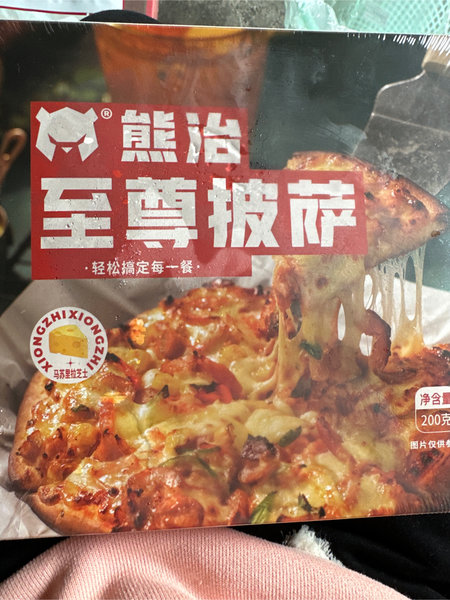 ®
熊治
至尊披萨
·轻松搞定每一餐·
XIONGZHIXIONGZHI
马苏里拉芝士
净含量
200克
图片仅供参